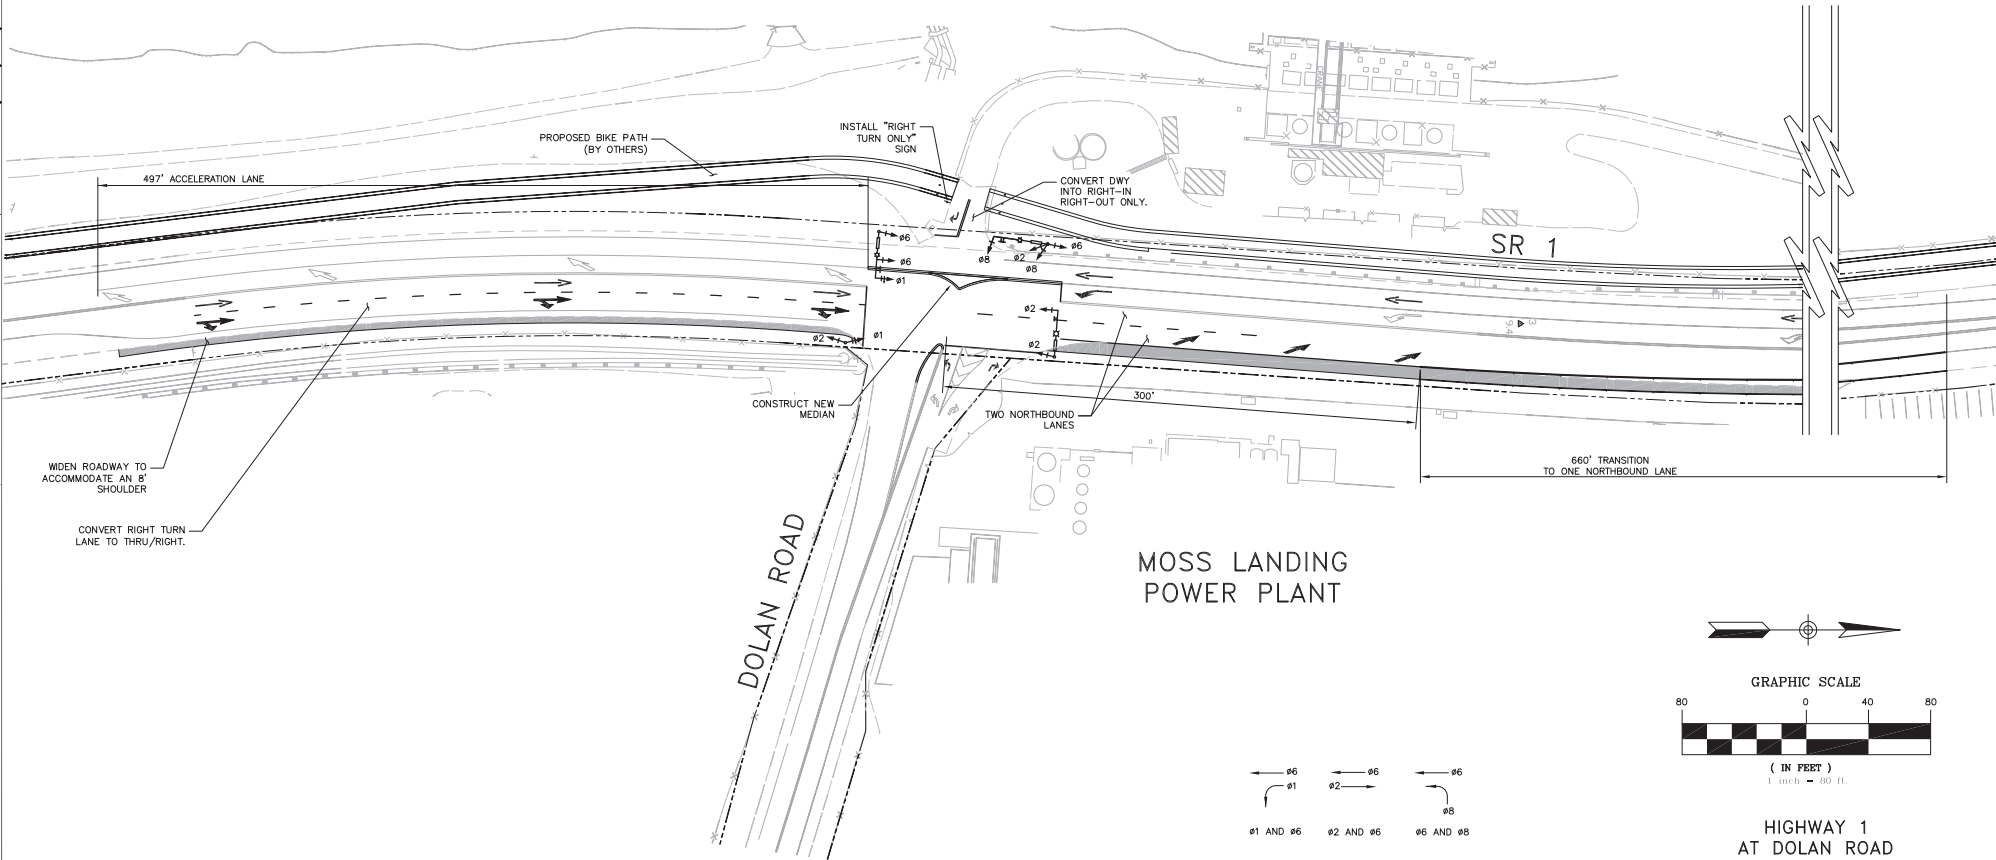 CRANE
INSTALL "RIGHT
TURN ONLY"
SIGN
PROPOSED BIKE PATH
(BY OTHERS)
497' ACCELERATION LANE
CONVERT DWY
INTO RIGHT-IN
RIGHT-OUT ONLY.
SR 1
ø6
ø6
ø1
ø8
ø2
ø8
ø6
ø2
ø2
ø2
ø1
CONSTRUCT NEW
MEDIAN
300'
TWO NORTHBOUND
LANES
660' TRANSITION
TO ONE NORTHBOUND LANE
WIDEN ROADWAY TO
ACCOMMODATE AN 8'
SHOULDER
CONVERT RIGHT TURN
LANE TO THRU/RIGHT.
DOLAN ROAD
MOSS LANDING
POWER PLANT
GRAPHIC SCALE
80 0 40 80
( IN FEET )
1 inch = 80 ft.
ø6 ø6 ø6
ø1 ø2
ø8
ø1 AND ø6 ø2 AND ø6 ø6 AND ø8
HIGHWAY 1
AT DOLAN ROAD